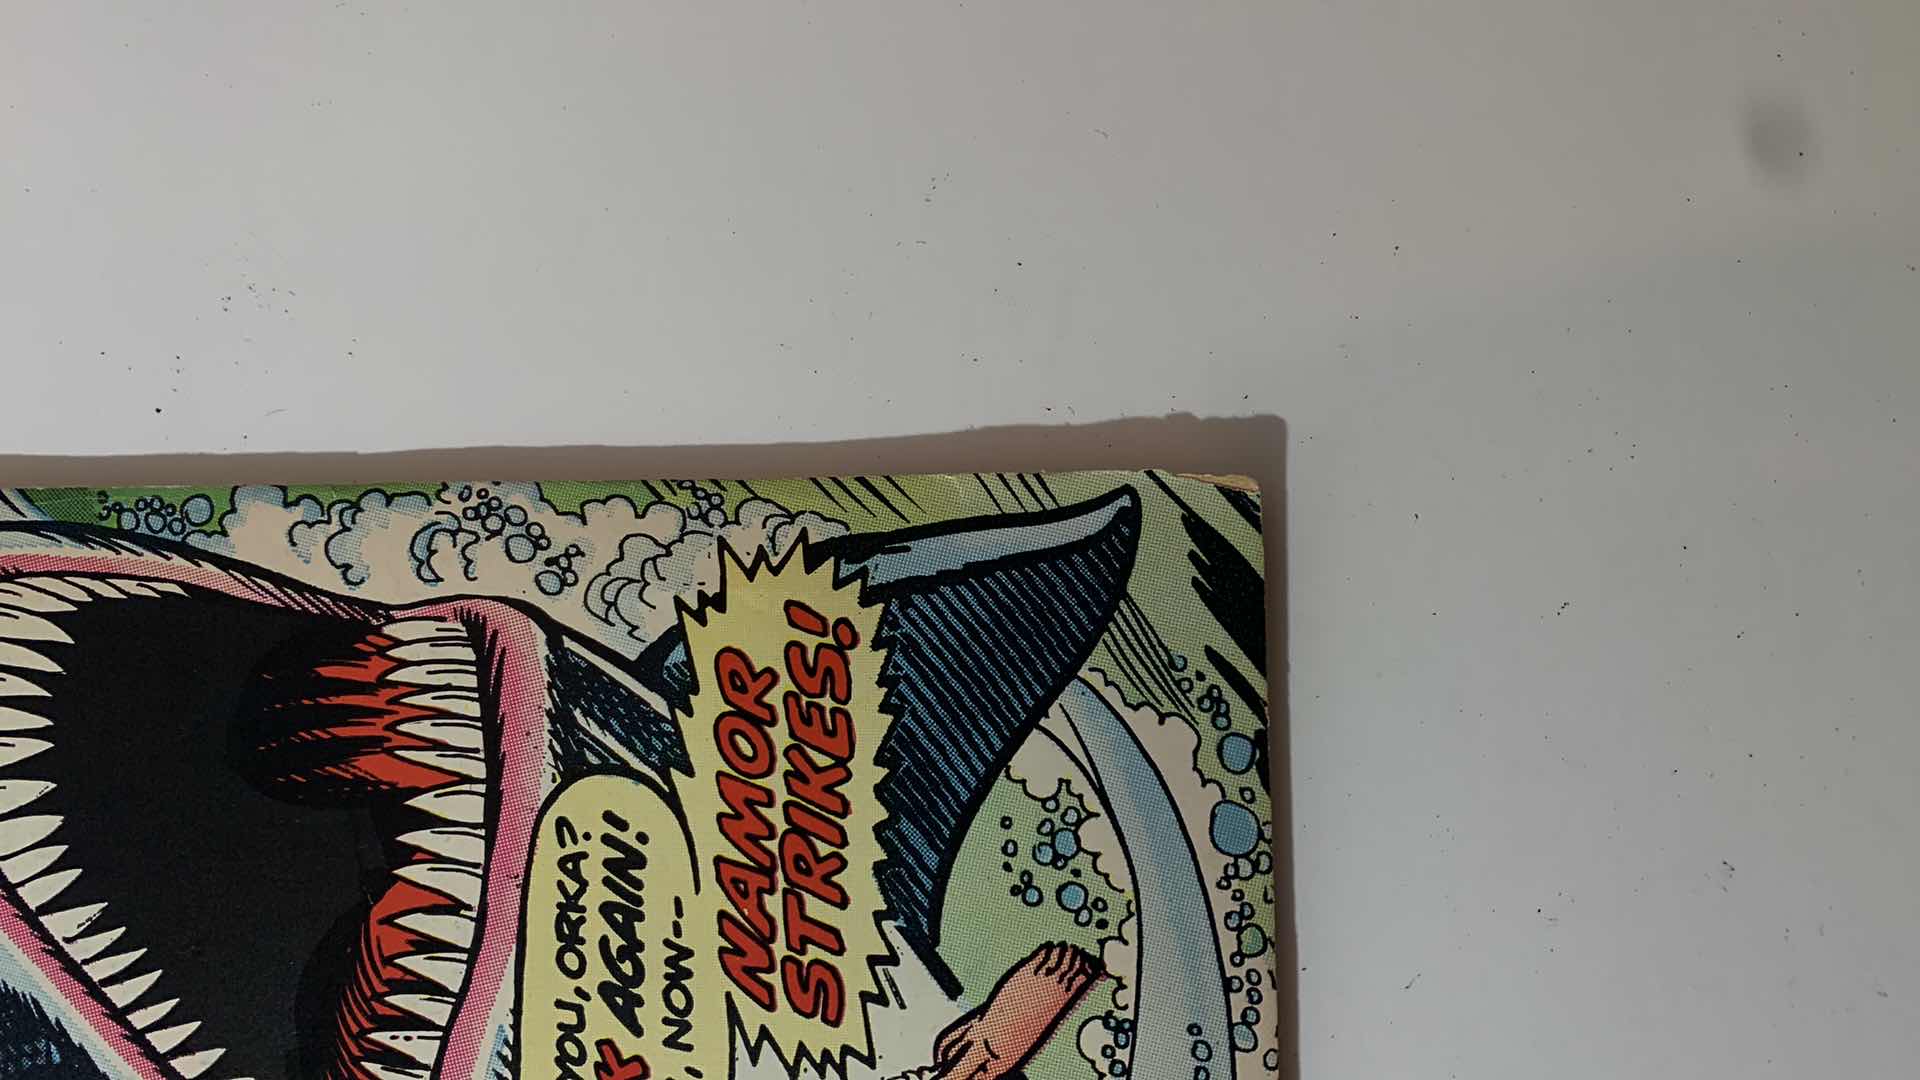 YOU, ORKA?
AGAIN!
, NOW--
NAMOR
STRIKES!